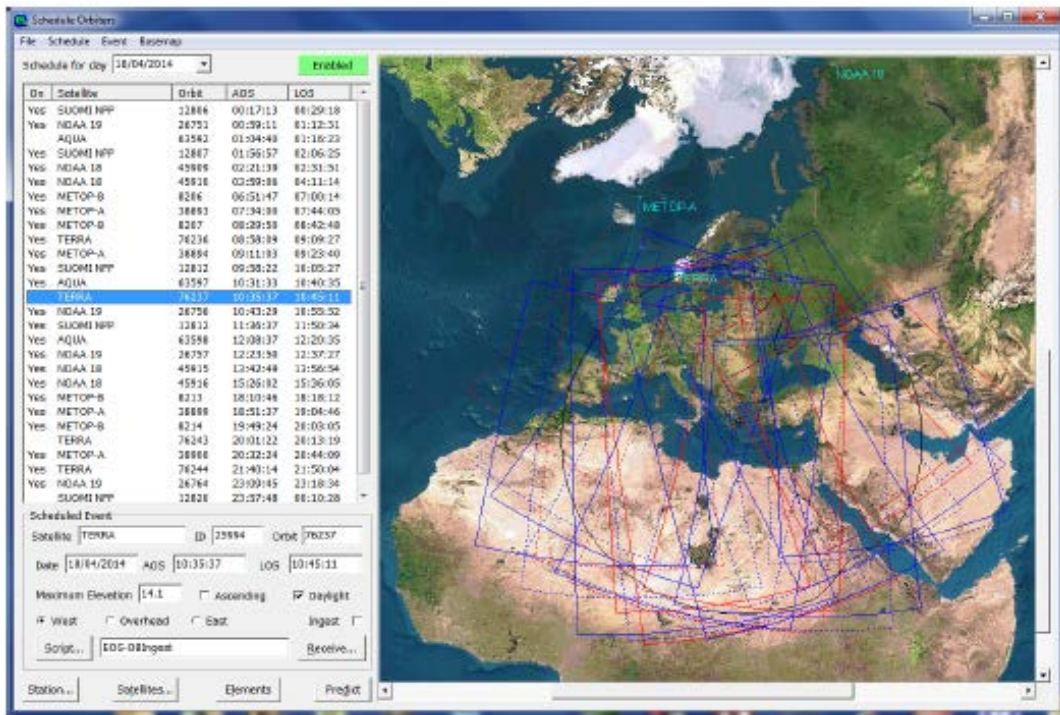 Schedule Orbiters
File Schedule Event Basemap
Schedule for day 18/04/2014 Enabled
On Satellite Orbit AOS LOS
Yes SUOMI NPP 12806 00:17:13 00:29:18
Yes NOAA 19 26751 00:59:11 01:12:31
AQUA 63592 01:04:40 01:16:23
Yes SUOMI NPP 12807 01:56:57 02:06:25
Yes NOAA 18 45909 02:21:39 02:31:51
Yes NOAA 18 45910 03:59:06 04:11:14
Yes METOP-B 8206 06:51:47 07:00:14
Yes METOP-A 38893 07:34:00 07:44:05
Yes METOP-B 8207 08:29:50 08:42:48
Yes TERRA 76236 08:58:09 09:09:27
Yes METOP-A 38894 09:11:03 09:23:40
Yes SUOMI NPP 12812 09:58:22 10:05:27
Yes AQUA 63597 10:31:33 10:40:35
TERRA 76237 10:35:37 10:45:11
Yes NOAA 19 26756 10:43:29 10:55:52
Yes SUOMI NPP 12812 11:36:37 11:50:34
Yes AQUA 63598 12:08:37 12:20:35
Yes NOAA 19 26757 12:23:50 12:37:27
Yes NOAA 18 45915 13:42:48 13:56:54
Yes NOAA 18 45916 15:26:02 15:36:05
Yes METOP-B 8213 18:10:46 18:18:12
Yes METOP-A 38899 18:51:37 19:04:46
Yes METOP-B 8214 19:49:24 20:03:05
TERRA 76243 20:01:22 20:13:19
Yes METOP-A 38900 20:32:24 20:44:09
Yes TERRA 76244 21:40:14 21:50:04
Yes NOAA 19 26764 23:09:45 23:18:34
SUOMI NPP 12820 23:57:48 00:10:28
Scheduled Event
Satellite TERRA ID 25994 Orbit 76237
Date 18/04/2014 AOS 10:35:37 LOS 10:45:11
Maximum Elevation 14.1 Ascending Daylight
West Overhead East Ingest
Script... EOS-DBIngest Receive...
Station... Satellites... Elements Predict
NOAA 18
METOP-A
TERRA